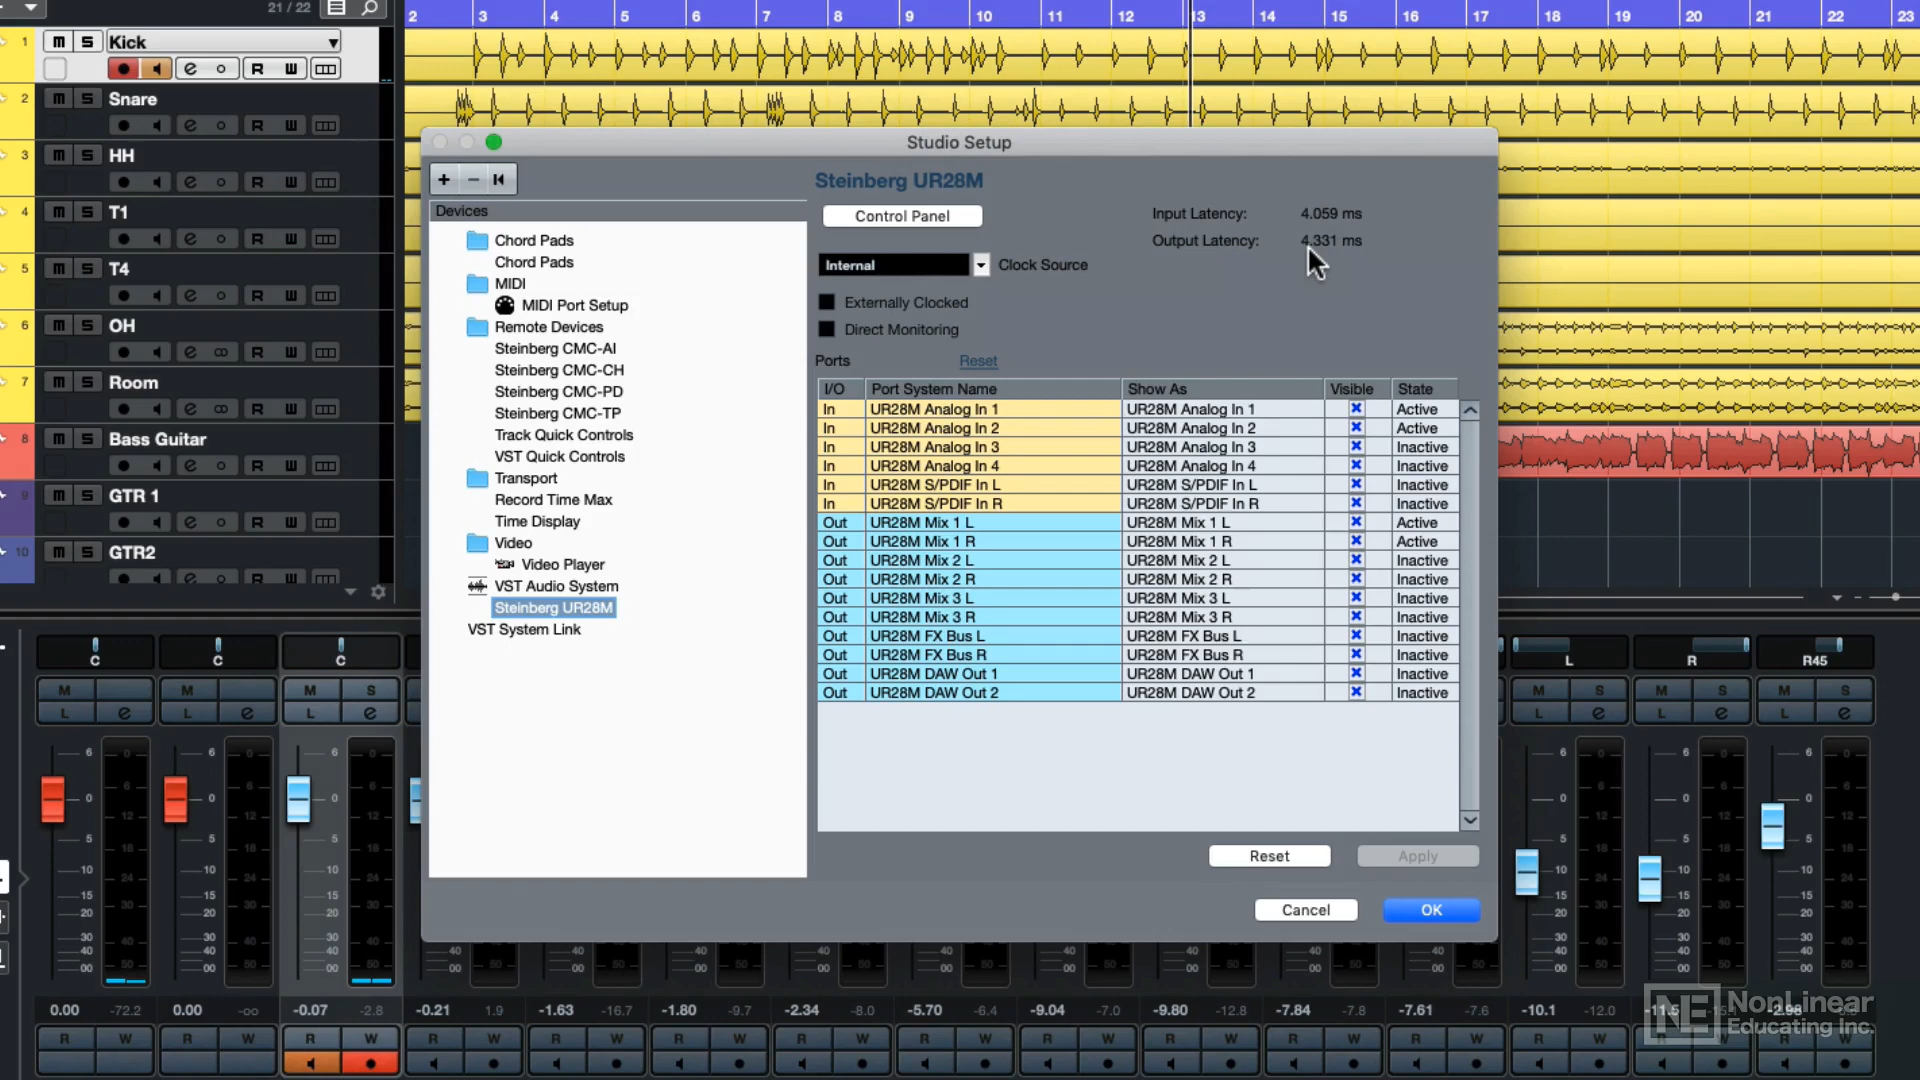 21 / 22
2 3 4 5 6 7 8 9 10 11 12 13 14 15 16 17 18 19 20 21 22 23
1 M S Kick
R W
2 M S Snare
R W
3 M S HH
R W
4 M S T1
R W
5 M S T4
R W
6 M S OH
R W
7 M S Room
R W
8 M S Bass Guitar
R W
9 M S GTR 1
R W
10 M S GTR2
R W
Studio Setup
+ −
Devices
Chord Pads
Chord Pads
MIDI
MIDI Port Setup
Remote Devices
Steinberg CMC-AI
Steinberg CMC-CH
Steinberg CMC-PD
Steinberg CMC-TP
Track Quick Controls
VST Quick Controls
Transport
Record Time Max
Time Display
Video
Video Player
VST Audio System
Steinberg UR28M
VST System Link
Steinberg UR28M
Control Panel
Input Latency: 4.059 ms
Output Latency: 4.331 ms
Internal Clock Source
Externally Clocked
Direct Monitoring
Ports Reset
I/O Port System Name Show As Visible State
In UR28M Analog In 1 UR28M Analog In 1 Active
In UR28M Analog In 2 UR28M Analog In 2 Active
In UR28M Analog In 3 UR28M Analog In 3 Inactive
In UR28M Analog In 4 UR28M Analog In 4 Inactive
In UR28M S/PDIF In L UR28M S/PDIF In L Inactive
In UR28M S/PDIF In R UR28M S/PDIF In R Inactive
Out UR28M Mix 1 L UR28M Mix 1 L Active
Out UR28M Mix 1 R UR28M Mix 1 R Active
Out UR28M Mix 2 L UR28M Mix 2 L Inactive
Out UR28M Mix 2 R UR28M Mix 2 R Inactive
Out UR28M Mix 3 L UR28M Mix 3 L Inactive
Out UR28M Mix 3 R UR28M Mix 3 R Inactive
Out UR28M FX Bus L UR28M FX Bus L Inactive
Out UR28M FX Bus R UR28M FX Bus R Inactive
Out UR28M DAW Out 1 UR28M DAW Out 1 Inactive
Out UR28M DAW Out 2 UR28M DAW Out 2 Inactive
Reset Apply
Cancel OK
C C C L R R45
M M M S M S M S M S
L L L L L L
0.00 -72.2 0.00 -oo -0.07 -2.8 -0.21 1.9 -1.63 -16.7 -1.80 -9.7 -2.34 -8.0 -5.70 -6.4 -9.04 -7.0 -9.80 -12.8 -7.84 -7.8 -7.61 -7.6 -10.1 -12.0 -11.5 -2.98
R W R W R W R W R W R W R W R W R W R W R W R W R W R W R W
NE NonLinear
Educating Inc.